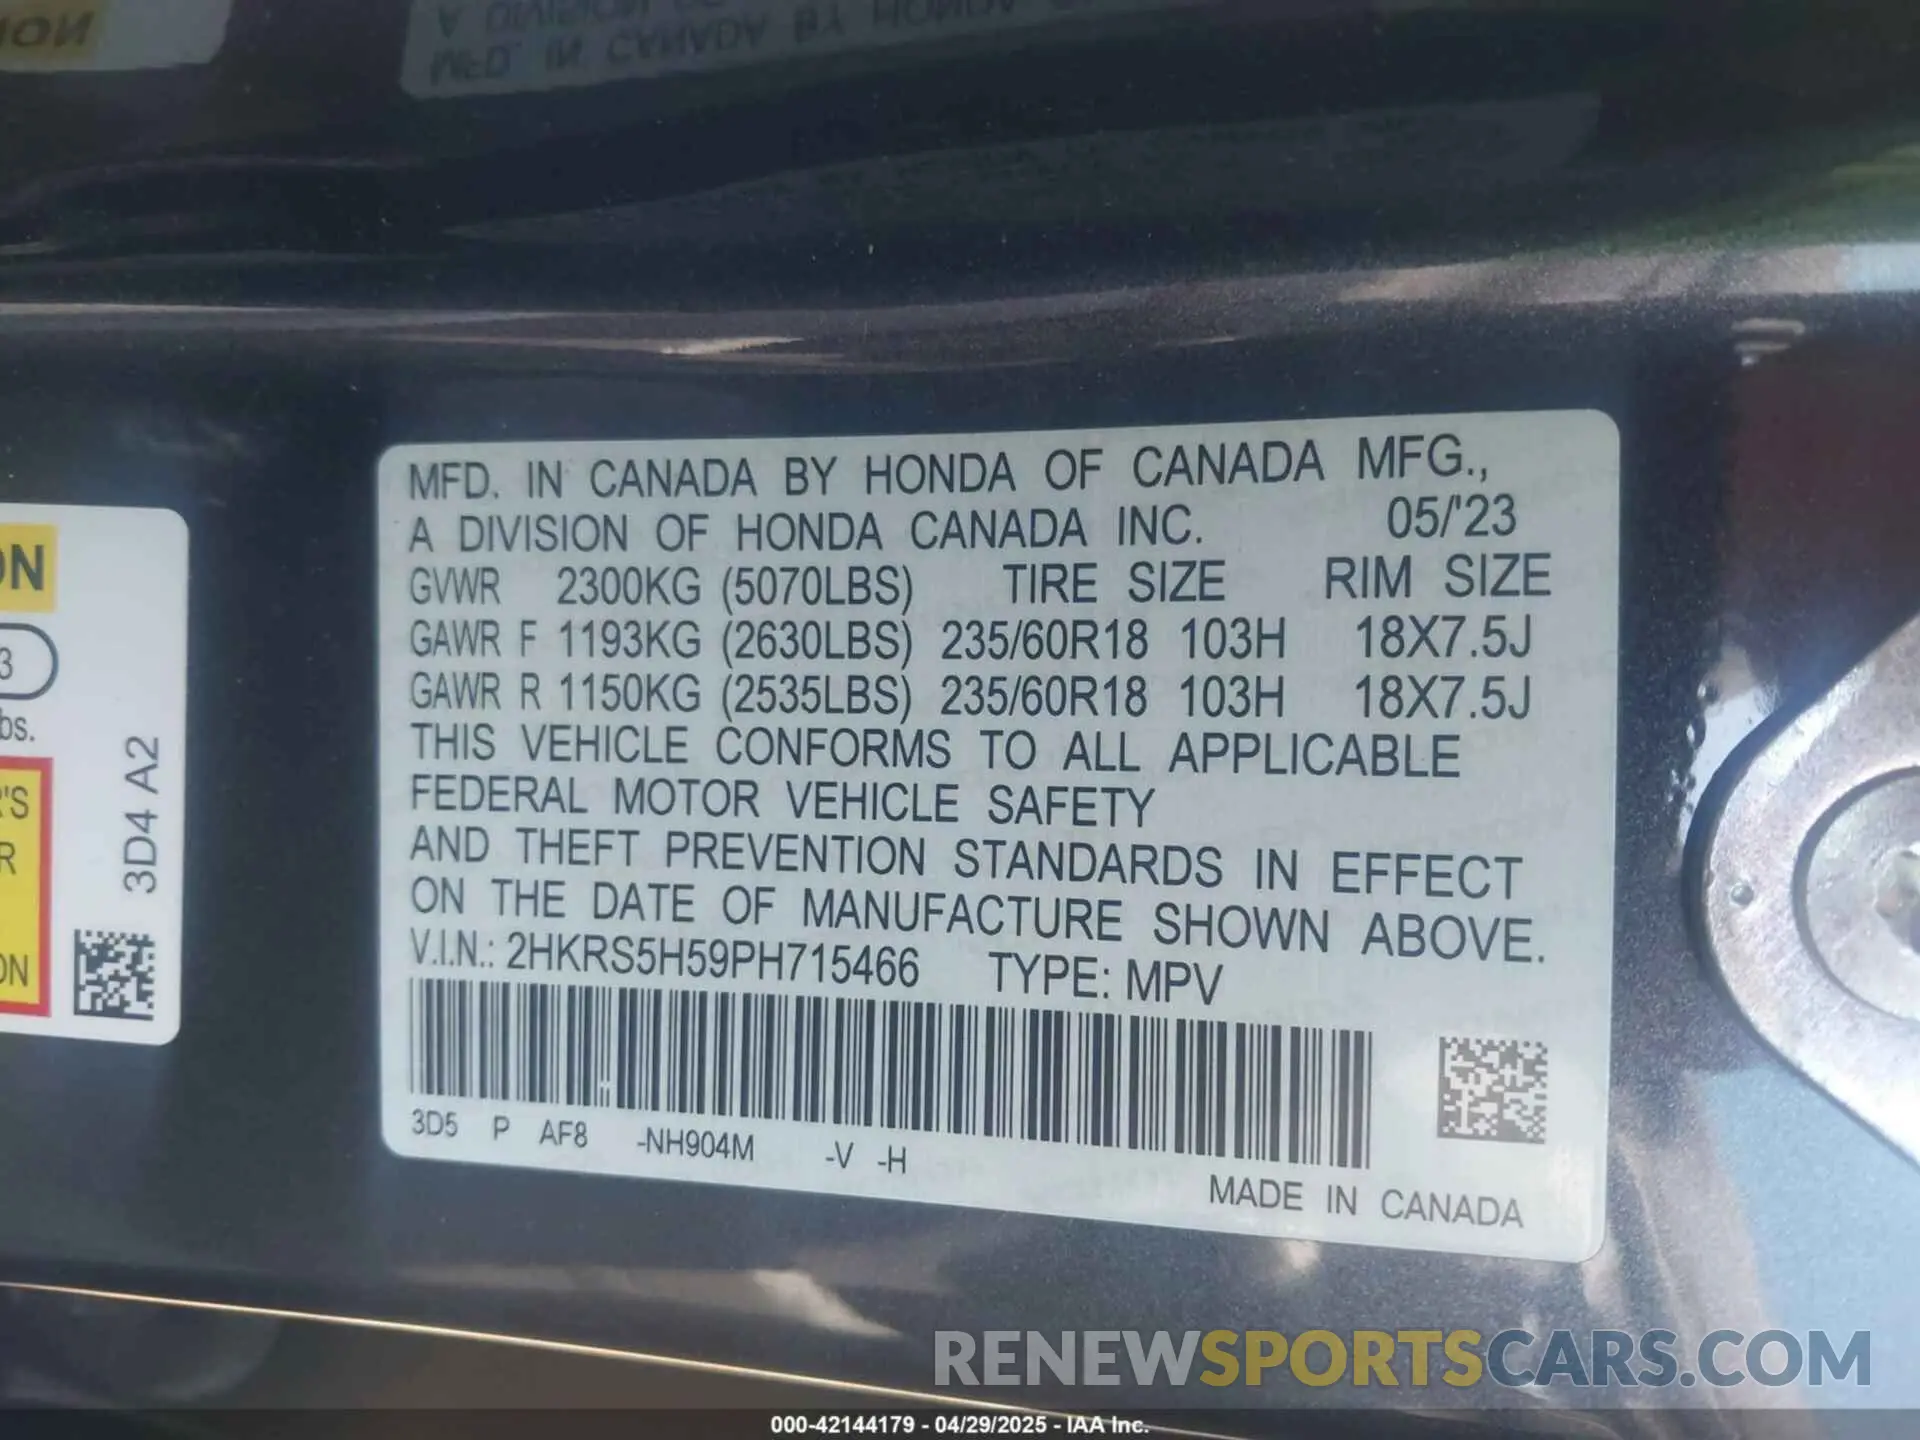 MFD. IN CANADA BY HONDA OF CANADA MFG.,
A DIVISION OF HONDA CANADA INC. 05/'23
GVWR 2300KG (5070LBS) TIRE SIZE RIM SIZE
GAWR F 1193KG (2630LBS) 235/60R18 103H 18X7.5J
GAWR R 1150KG (2535LBS) 235/60R18 103H 18X7.5J
THIS VEHICLE CONFORMS TO ALL APPLICABLE
FEDERAL MOTOR VEHICLE SAFETY
AND THEFT PREVENTION STANDARDS IN EFFECT
ON THE DATE OF MANUFACTURE SHOWN ABOVE.
V.I.N.: 2HKRS5H59PH715466 TYPE: MPV
3D5 P AF8 -NH904M -V -H
MADE IN CANADA
3D4 A2
RENEWSPORTSCARS.COM
000-42144179 - 04/29/2025 - IAA Inc.